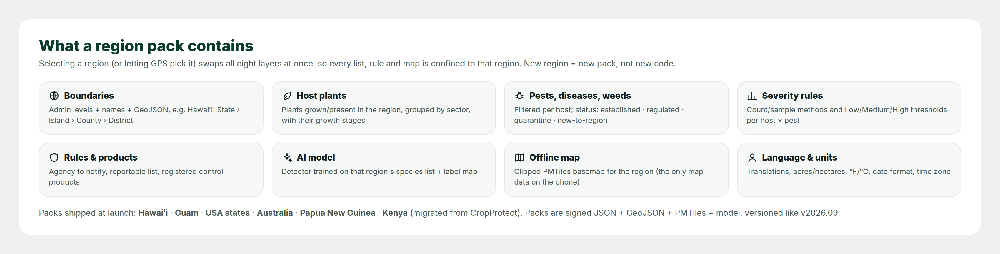 What a region pack contains
Selecting a region (or letting GPS pick it) swaps all eight layers at once, so every list, rule and map is confined to that region. New region = new pack, not new code.
Boundaries
Admin levels + names + GeoJSON, e.g. Hawaiʻi: State ›
Island › County › District
Host plants
Plants grown/present in the region, grouped by sector,
with their growth stages
Pests, diseases, weeds
Filtered per host; status: established · regulated ·
quarantine · new-to-region
Severity rules
Count/sample methods and Low/Medium/High thresholds
per host × pest
Rules & products
Agency to notify, reportable list, registered control
products
AI model
Detector trained on that region's species list + label map
Offline map
Clipped PMTiles basemap for the region (the only map
data on the phone)
Language & units
Translations, acres/hectares, °F/°C, date format, time zone
Packs shipped at launch: Hawaiʻi · Guam · USA states · Australia · Papua New Guinea · Kenya (migrated from CropProtect). Packs are signed JSON + GeoJSON + PMTiles + model, versioned like v2026.09.